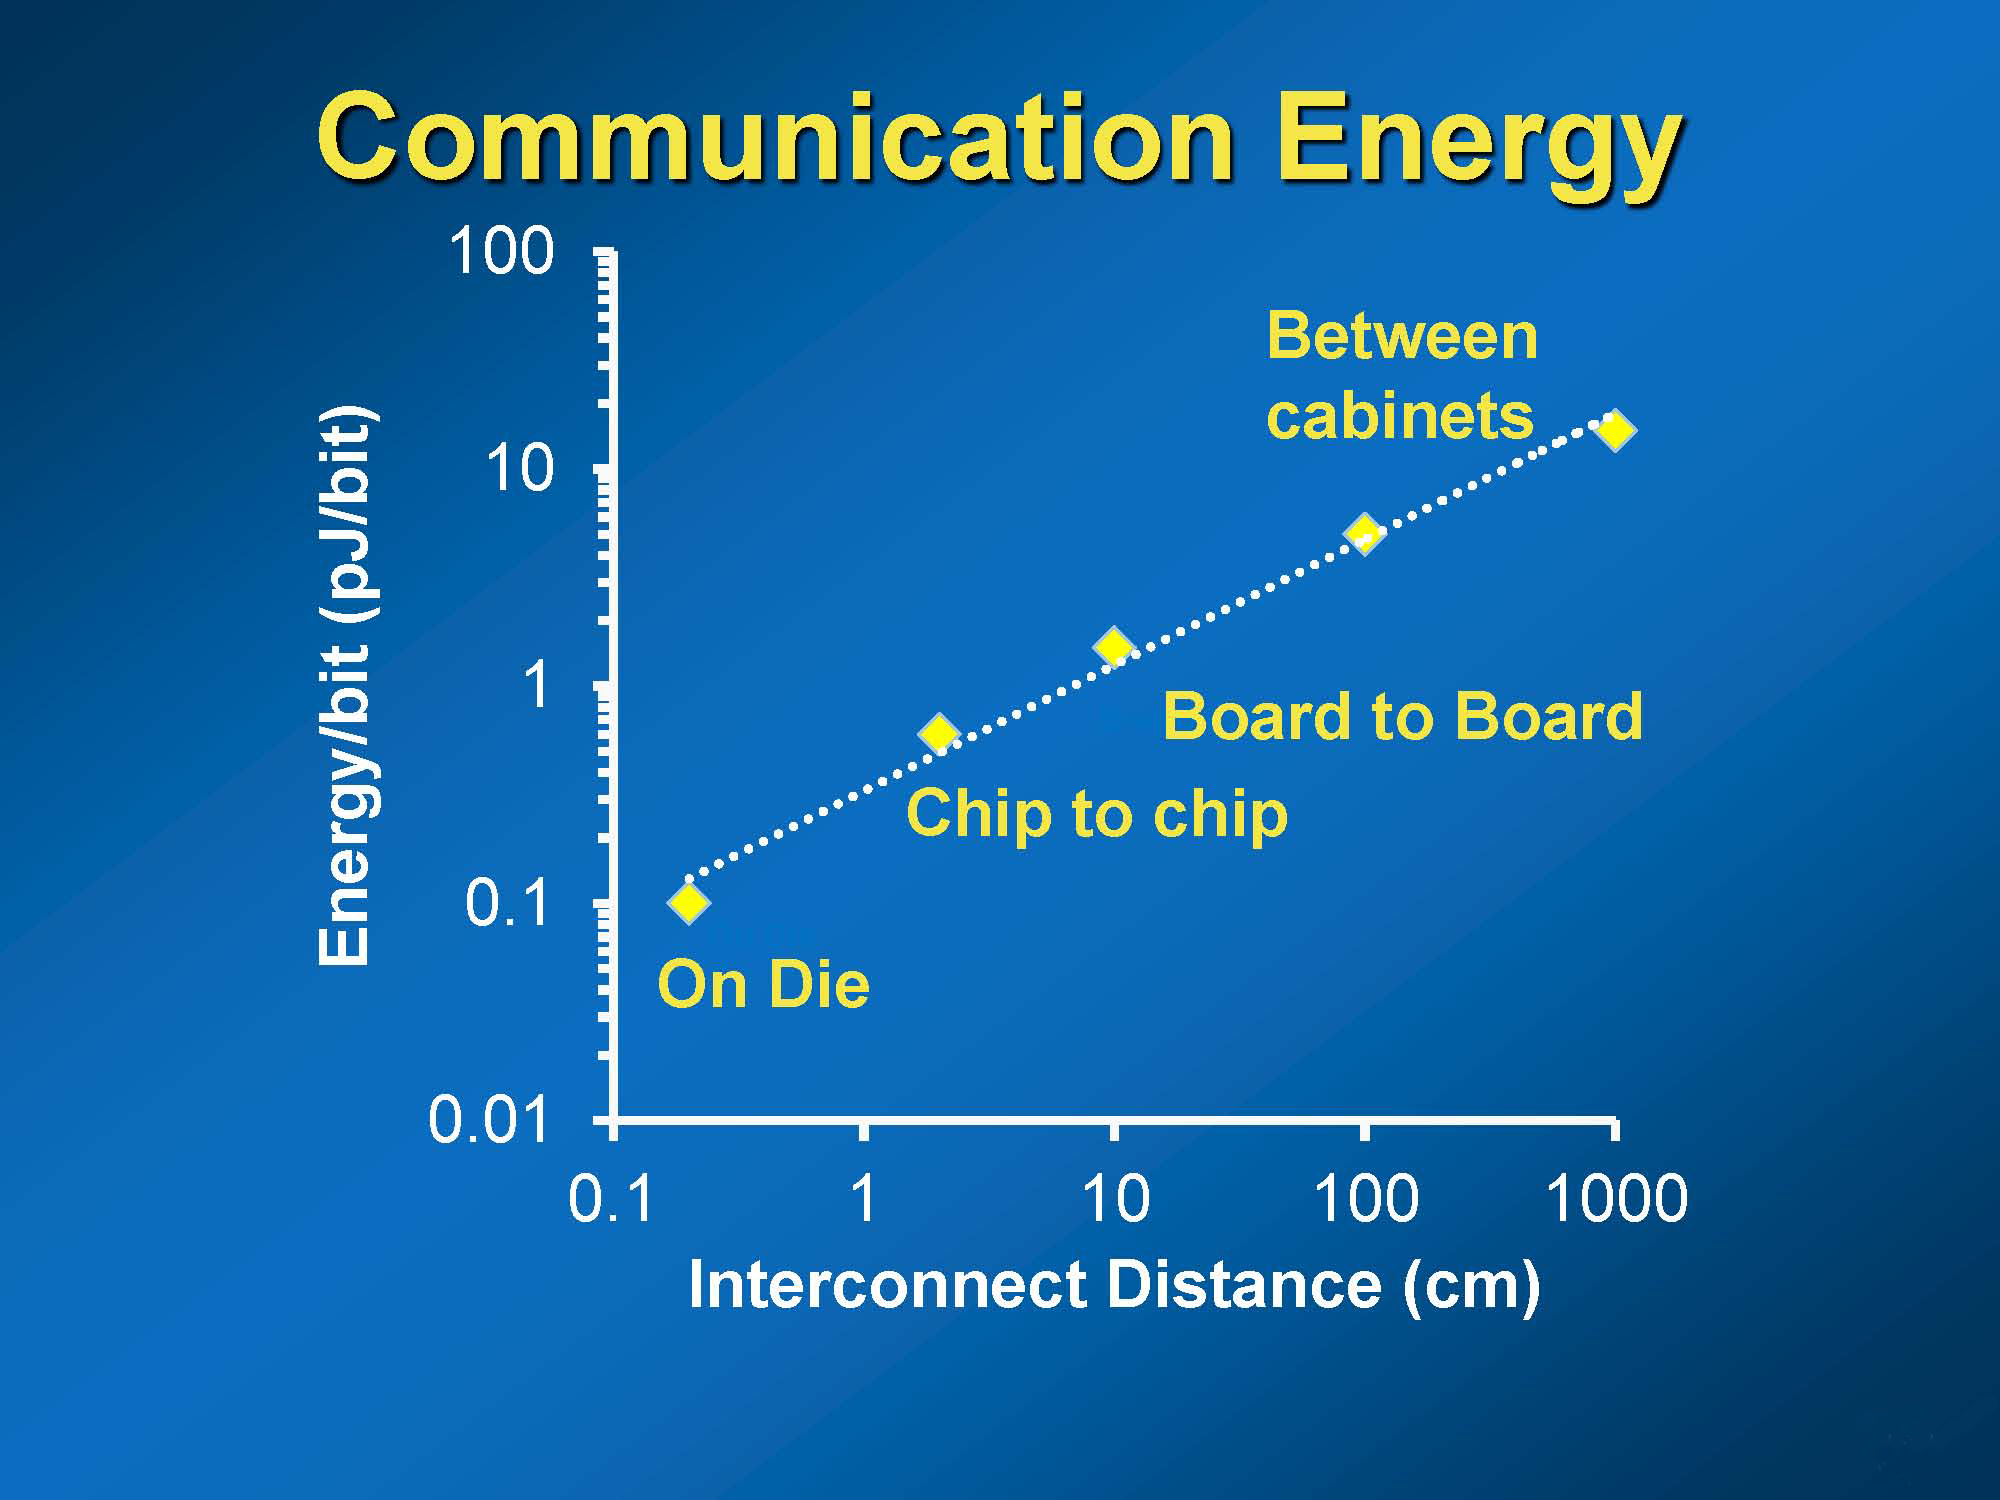 Communication Energy
100
10
1
0.1
0.01
Energy/bit (pJ/bit)
Between
cabinets
Board to Board
Chip to chip
On Die
0.1 1 10 100 1000
Interconnect Distance (cm)